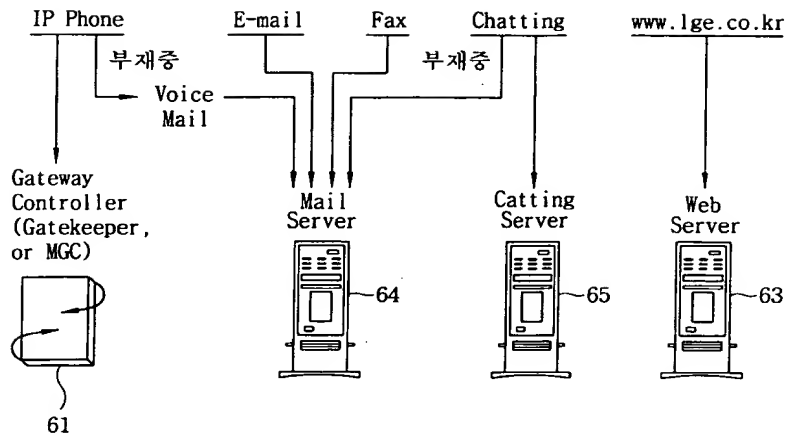 IP Phone
E-mail
Fax
Chatting
www.lge.co.kr
부재중
부재중
Voice
Mail
Gateway
Controller
(Gatekeeper,
or MGC)
Mail
Server
Catting
Server
Web
Server
64
65
63
61